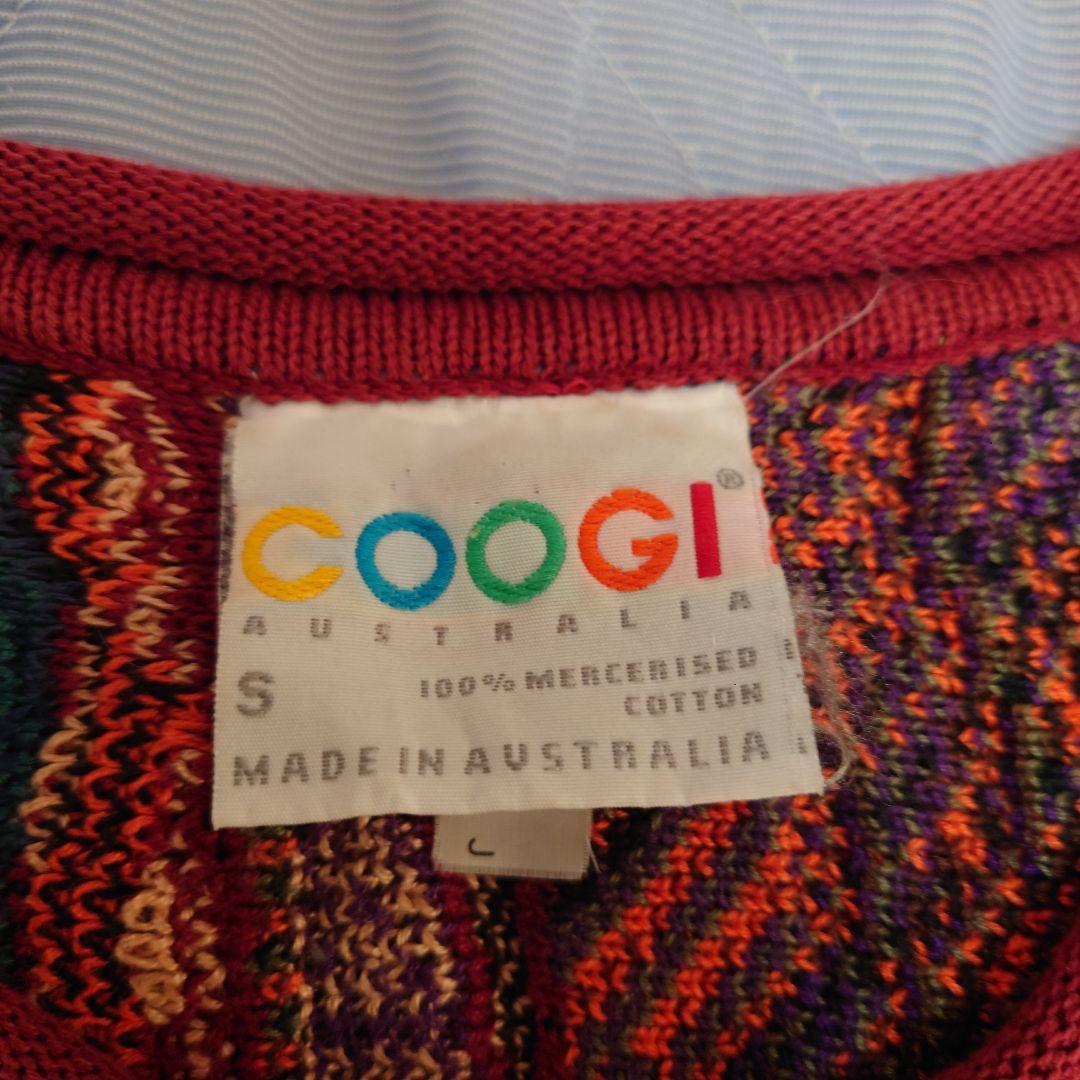 COOGI®
AUSTRALIA
S
100% MERCERISED
COTTON
MADE IN AUSTRALIA